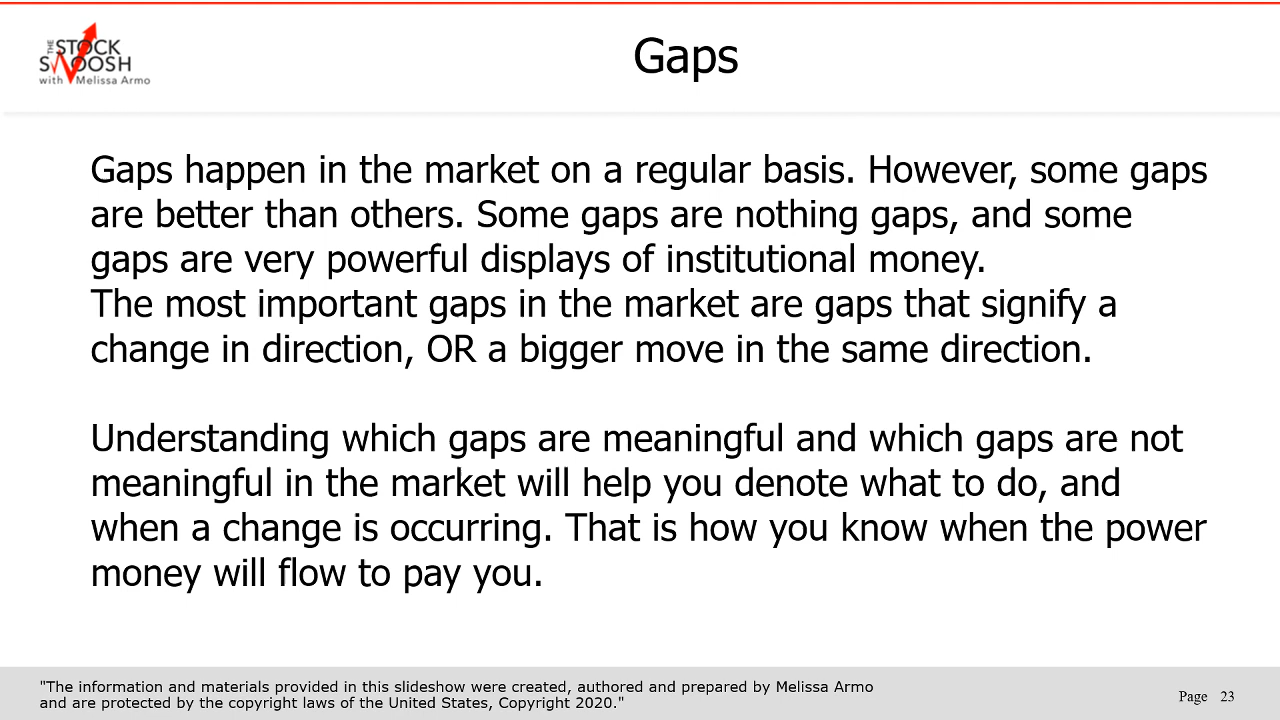 THE STOCK
SWOOSH
with Melissa Armo
Gaps
Gaps happen in the market on a regular basis. However, some gaps
are better than others. Some gaps are nothing gaps, and some
gaps are very powerful displays of institutional money.
The most important gaps in the market are gaps that signify a
change in direction, OR a bigger move in the same direction.
Understanding which gaps are meaningful and which gaps are not
meaningful in the market will help you denote what to do, and
when a change is occurring. That is how you know when the power
money will flow to pay you.
"The information and materials provided in this slideshow were created, authored and prepared by Melissa Armo
and are protected by the copyright laws of the United States, Copyright 2020."
Page 23